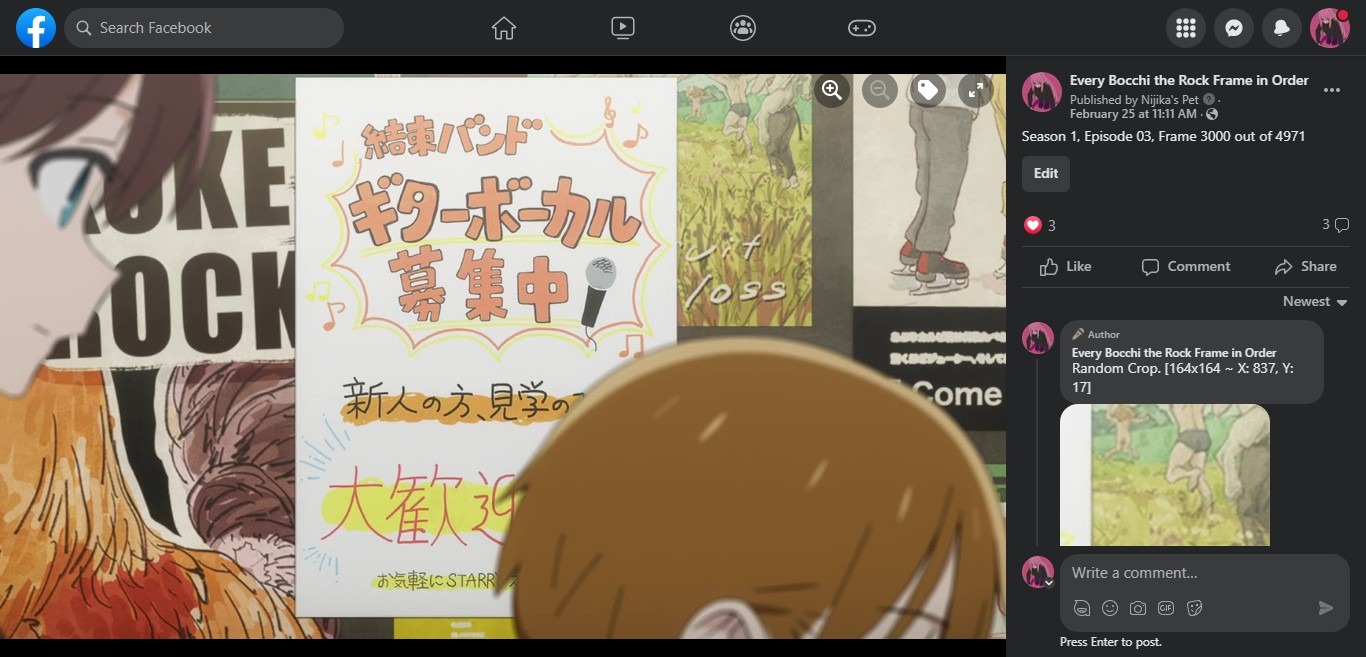 Search Facebook
結束バンド
ギターボーカル
募集中
新人の方、見学の
大歓迎
お気軽にSTARRY
OKE
ROCK
uit
loss
Come
Every Bocchi the Rock Frame in Order
Published by Nijika's Pet
February 25 at 11:11 AM ·
Season 1, Episode 03, Frame 3000 out of 4971
Edit
3
3
Like
Comment
Share
Newest
Author
Every Bocchi the Rock Frame in Order
Random Crop. [164x164 ~ X: 837, Y:
17]
Write a comment...
GIF
Press Enter to post.